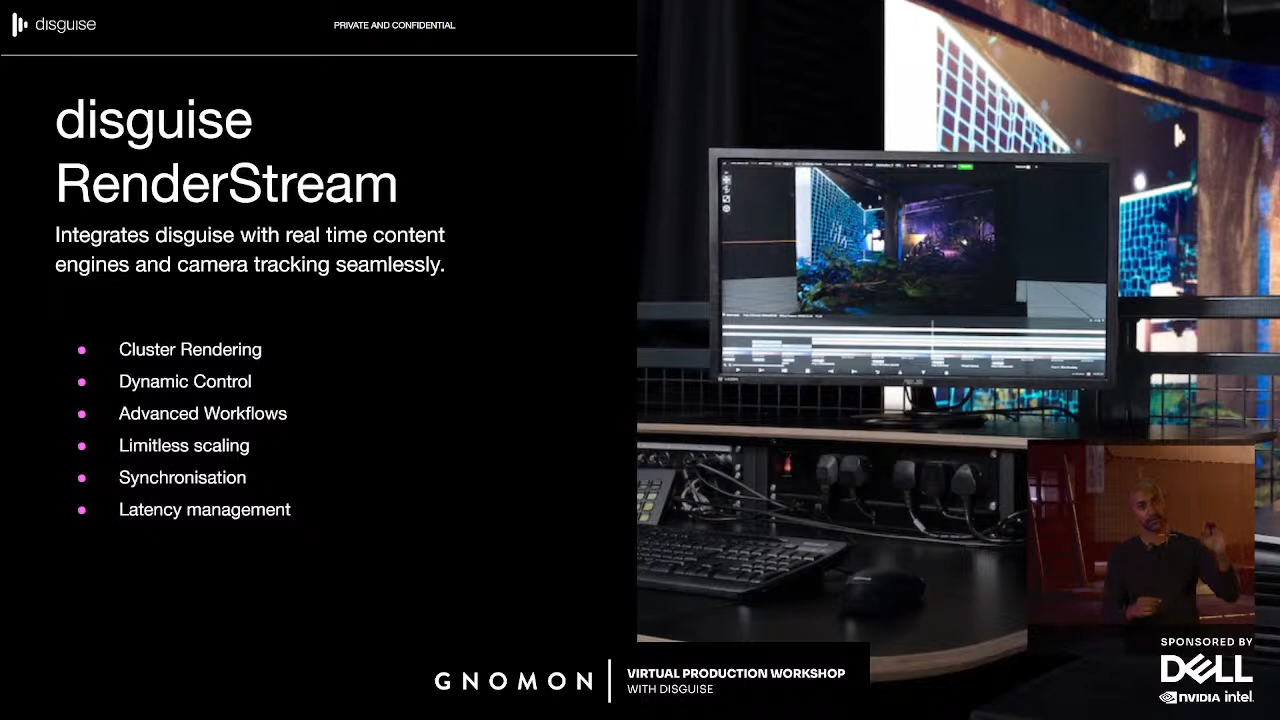 disguise
PRIVATE AND CONFIDENTIAL
disguise
RenderStream
Integrates disguise with real time content
engines and camera tracking seamlessly.
Cluster Rendering
Dynamic Control
Advanced Workflows
Limitless scaling
Synchronisation
Latency management
GNOMON
VIRTUAL PRODUCTION WORKSHOP
WITH DISGUISE
SPONSORED BY
DELL
NVIDIA intel.